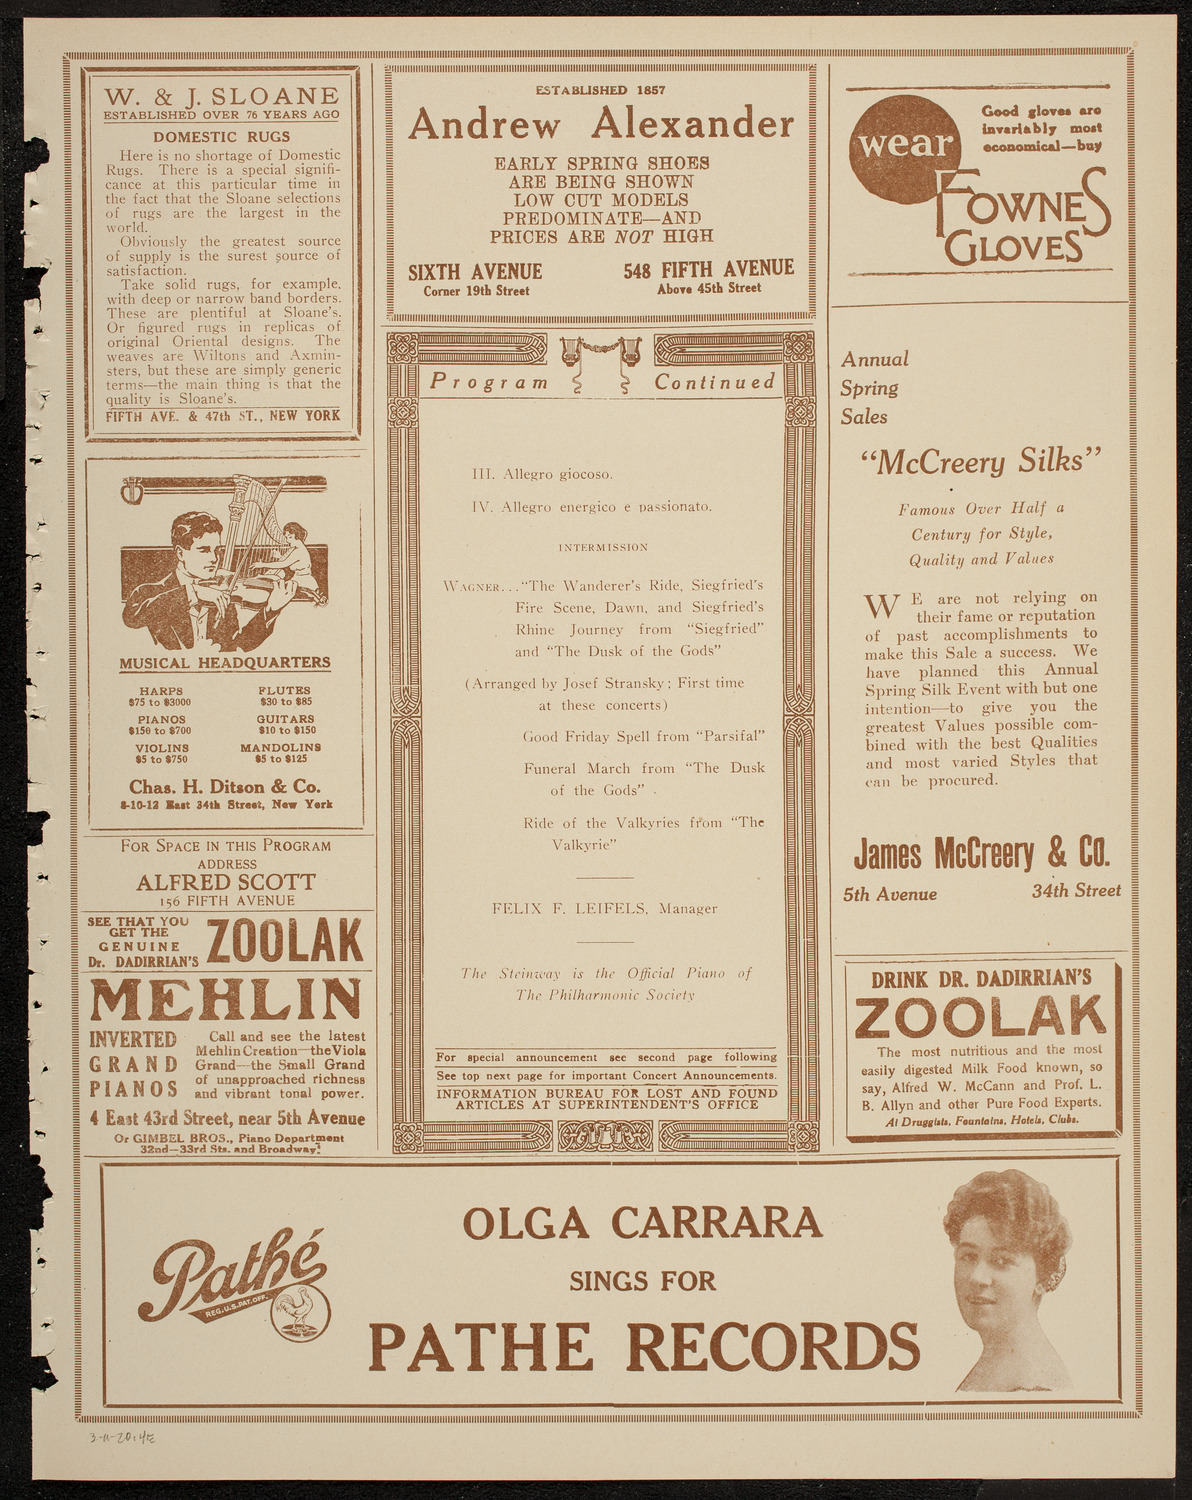 W. & J. SLOANE
ESTABLISHED OVER 76 YEARS AGO
DOMESTIC RUGS
Here is no shortage of Domestic
Rugs. There is a special signifi-
cance at this particular time in
the fact that the Sloane selections
of rugs are the largest in the
world.
Obviously the greatest source
of supply is the surest source of
satisfaction.
Take solid rugs, for example,
with deep or narrow band borders.
These are plentiful at Sloane's.
Or figured rugs in replicas of
original Oriental designs. The
weaves are Wiltons and Axmin-
sters, but these are simply generic
terms—the main thing is that the
quality is Sloane's.
FIFTH AVE. & 47th ST., NEW YORK
MUSICAL HEADQUARTERS
HARPS
$75 to $3000
FLUTES
$30 to $85
PIANOS
$150 to $700
GUITARS
$10 to $150
VIOLINS
$5 to $750
MANDOLINS
$5 to $125
Chas. H. Ditson & Co.
8-10-12 East 34th Street, New York
FOR SPACE IN THIS PROGRAM
ADDRESS
ALFRED SCOTT
156 FIFTH AVENUE
SEE THAT YOU
GET THE
GENUINE
Dr. DADIRRIAN'S
ZOOLAK
MEHLIN
INVERTED
GRAND
PIANOS
Call and see the latest
Mehlin Creation—the Viola
Grand—the Small Grand
of unapproached richness
and vibrant tonal power.
4 East 43rd Street, near 5th Avenue
Or GIMBEL BROS., Piano Department
32nd—33rd Sts. and Broadway
ESTABLISHED 1857
Andrew Alexander
EARLY SPRING SHOES
ARE BEING SHOWN
LOW CUT MODELS
PREDOMINATE—AND
PRICES ARE NOT HIGH
SIXTH AVENUE
Corner 19th Street
548 FIFTH AVENUE
Above 45th Street
Program Continued
III. Allegro giocoso.
IV. Allegro energico e passionato.
INTERMISSION
WAGNER... "The Wanderer's Ride, Siegfried's
Fire Scene, Dawn, and Siegfried's
Rhine Journey from "Siegfried"
and "The Dusk of the Gods"
(Arranged by Josef Stransky; First time
at these concerts)
Good Friday Spell from "Parsifal"
Funeral March from "The Dusk
of the Gods"
Ride of the Valkyries from "The
Valkyrie"
FELIX F. LEIFELS, Manager
The Steinway is the Official Piano of
The Philharmonic Society
For special announcement see second page following
See top next page for important Concert Announcements.
INFORMATION BUREAU FOR LOST AND FOUND
ARTICLES AT SUPERINTENDENT'S OFFICE
wear
Good gloves are
invariably most
economical—buy
FOWNES
GLOVES
Annual
Spring
Sales
"McCreery Silks"
Famous Over Half a
Century for Style,
Quality and Values
WE are not relying on
their fame or reputation
of past accomplishments to
make this Sale a success. We
have planned this Annual
Spring Silk Event with but one
intention—to give you the
greatest Values possible com-
bined with the best Qualities
and most varied Styles that
can be procured.
James McCreery & Co.
5th Avenue 34th Street
DRINK DR. DADIRRIAN'S
ZOOLAK
The most nutritious and the most
easily digested Milk Food known, so
say, Alfred W. McCann and Prof. L.
B. Allyn and other Pure Food Experts.
At Druggists, Fountains, Hotels, Clubs.
Pathé
REG. U.S. PAT. OFF.
OLGA CARRARA
SINGS FOR
PATHE RECORDS
3-11-20:4E